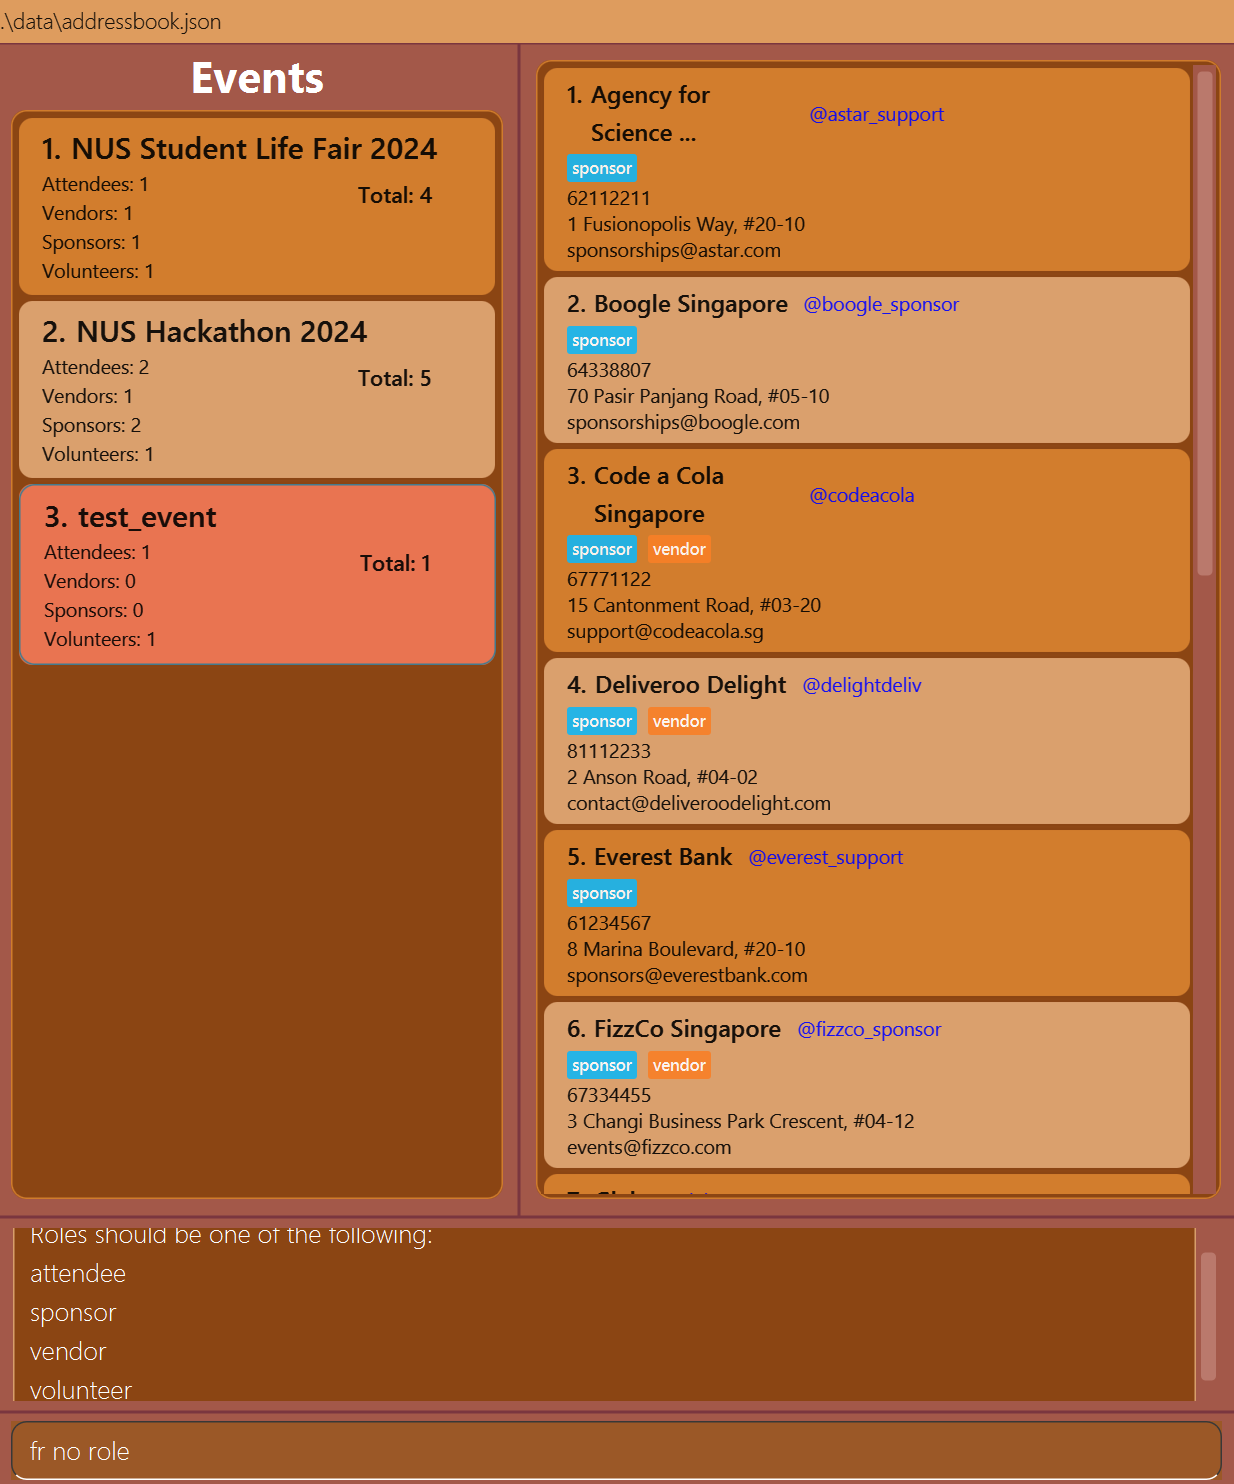 .\data\addressbook.json
Events
1. NUS Student Life Fair 2024
Attendees: 1
Total: 4
Vendors: 1
Sponsors: 1
Volunteers: 1
2. NUS Hackathon 2024
Attendees: 2
Total: 5
Vendors: 1
Sponsors: 2
Volunteers: 1
3. test_event
Attendees: 1
Total: 1
Vendors: 0
Sponsors: 0
Volunteers: 1
1. Agency for
Science ...
@astar_support
sponsor
62112211
1 Fusionopolis Way, #20-10
sponsorships@astar.com
2. Boogle Singapore @boogle_sponsor
sponsor
64338807
70 Pasir Panjang Road, #05-10
sponsorships@boogle.com
3. Code a Cola
Singapore
@codeacola
sponsor vendor
67771122
15 Cantonment Road, #03-20
support@codeacola.sg
4. Deliveroo Delight @delightdeliv
sponsor vendor
81112233
2 Anson Road, #04-02
contact@deliveroodelight.com
5. Everest Bank @everest_support
sponsor
61234567
8 Marina Boulevard, #20-10
sponsors@everestbank.com
6. FizzCo Singapore @fizzco_sponsor
sponsor vendor
67334455
3 Changi Business Park Crescent, #04-12
events@fizzco.com
Roles should be one of the following:
attendee
sponsor
vendor
volunteer
fr no role